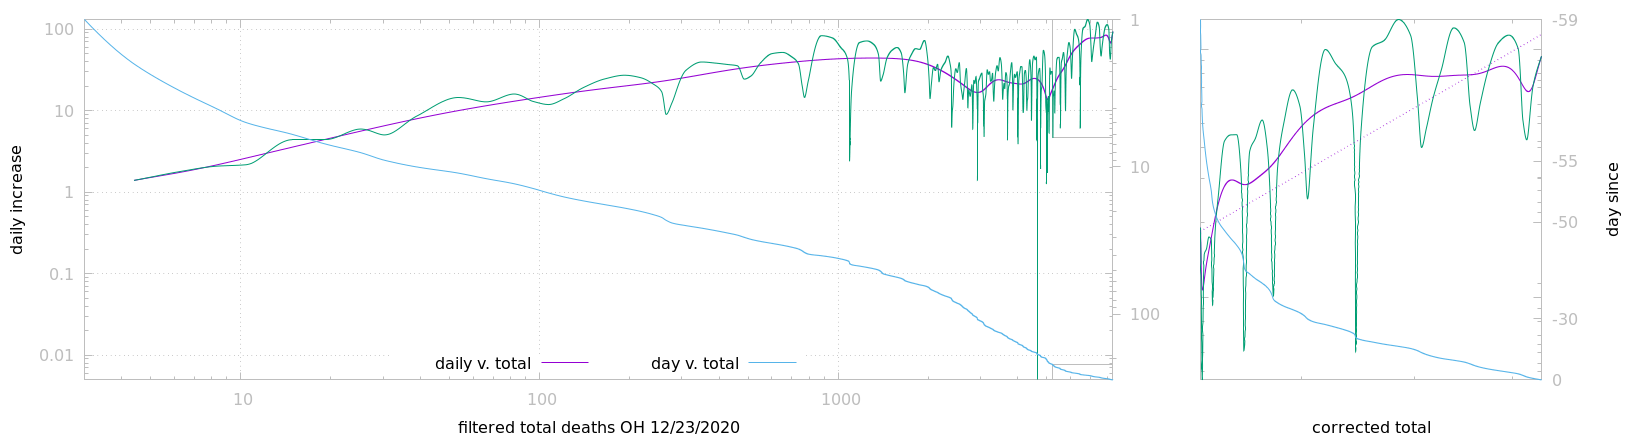 100
10
1
0.1
0.01
daily increase
daily v. total
day v. total
10
100
1000
filtered total deaths OH 12/23/2020
1
10
100
-59
-55
-50
-30
0
day since
corrected total